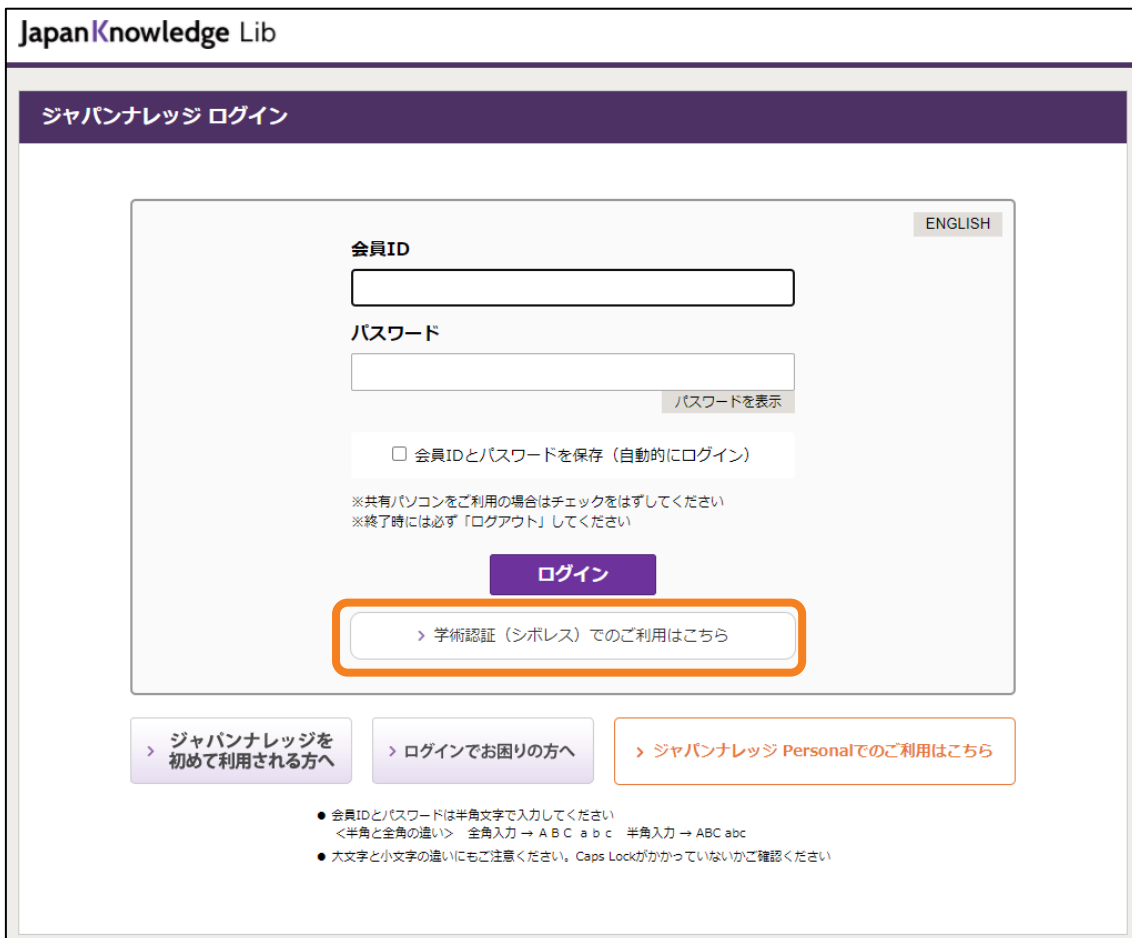 JapanKnowledge Lib
ジャパンナレッジ ログイン
ENGLISH
会員ID
パスワード
パスワードを表示
会員IDとパスワードを保存（自動的にログイン）
※共有パソコンをご利用の場合はチェックをはずしてください
※終了時には必ず「ログアウト」してください
ログイン
› 学術認証（シボレス）でのご利用はこちら
› ジャパンナレッジを
初めて利用される方へ
› ログインでお困りの方へ
› ジャパンナレッジ Personalでのご利用はこちら
● 会員IDとパスワードは半角文字で入力してください
＜半角と全角の違い＞ 全角入力 → ＡＢＣ ａｂｃ 半角入力 → ABC abc
● 大文字と小文字の違いにもご注意ください。Caps Lockがかかっていないかご確認ください